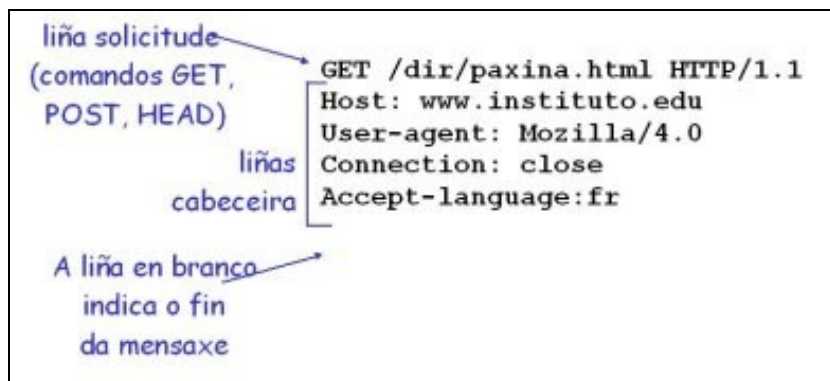 liña solicitude
(comandos GET,
POST, HEAD)
GET /dir/paxina.html HTTP/1.1
Host: www.instituto.edu
User-agent: Mozilla/4.0
Connection: close
Accept-language:fr
liñas
cabeceira
A liña en branco
indica o fin
da mensaxe